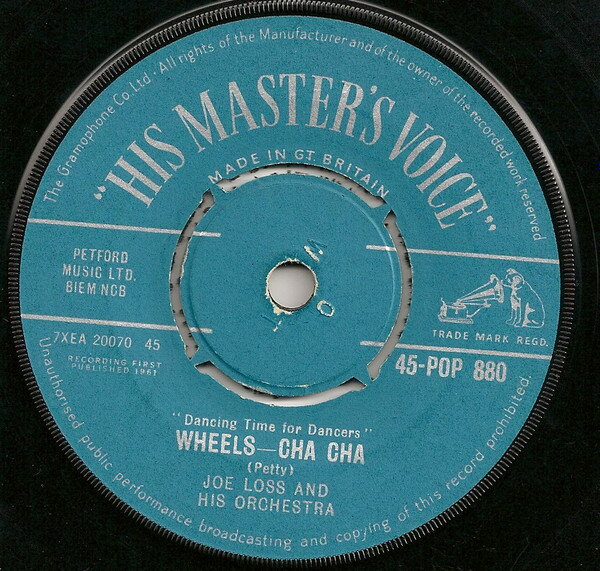 The Gramophone Co Ltd · All rights of the Manufacturer and of the owner of the recorded work reserved
"HIS MASTER'S VOICE"
MADE IN GT. BRITAIN
PETFORD
MUSIC LTD.
BIEM NCB
TRADE MARK REGD.
7XEA 20070 45
RECORDING FIRST
PUBLISHED 1961
45-POP 880
"Dancing Time for Dancers"
WHEELS—CHA CHA
(Petty)
JOE LOSS AND
HIS ORCHESTRA
Unauthorised public performance broadcasting and copying of this record prohibited.